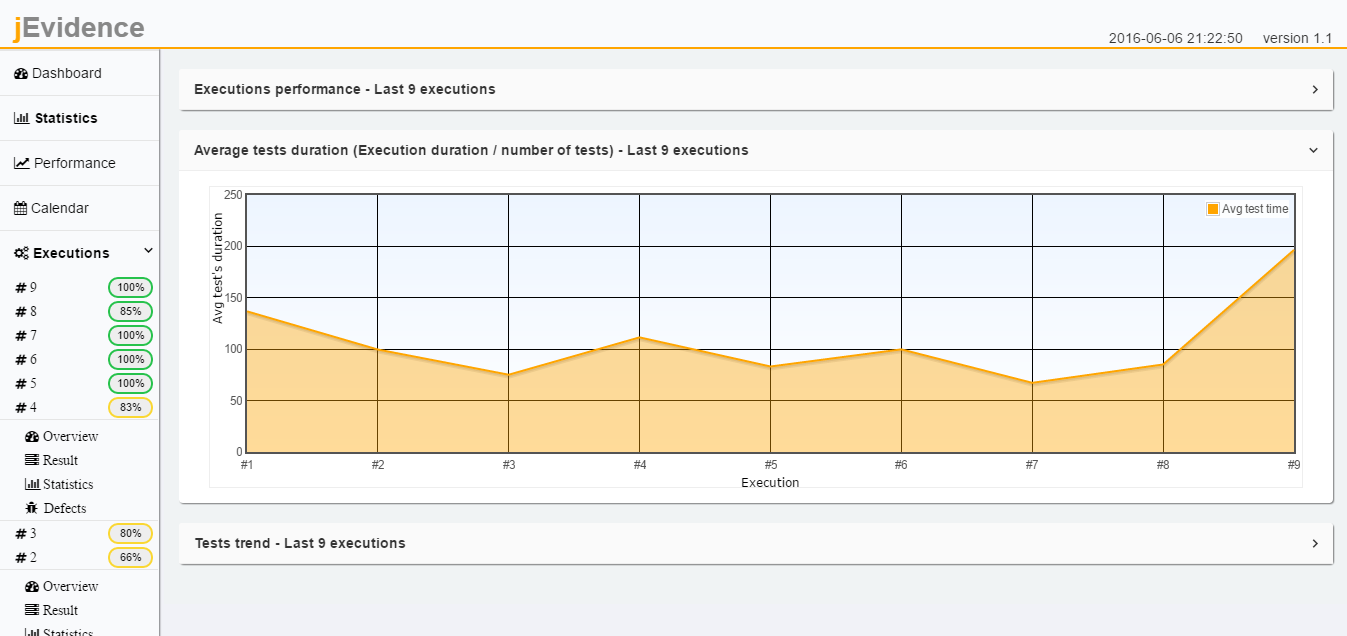 jEvidence
2016-06-06 21:22:50 version 1.1
Dashboard
Statistics
Performance
Calendar
Executions
# 9 100%
# 8 85%
# 7 100%
# 6 100%
# 5 100%
# 4 83%
Overview
Result
Statistics
Defects
# 3 80%
# 2 66%
Overview
Result
Statistics
Executions performance - Last 9 executions
Average tests duration (Execution duration / number of tests) - Last 9 executions
Avg test's duration
250
200
150
100
50
0
Avg test time
#1 #2 #3 #4 #5 #6 #7 #8 #9
Execution
Tests trend - Last 9 executions